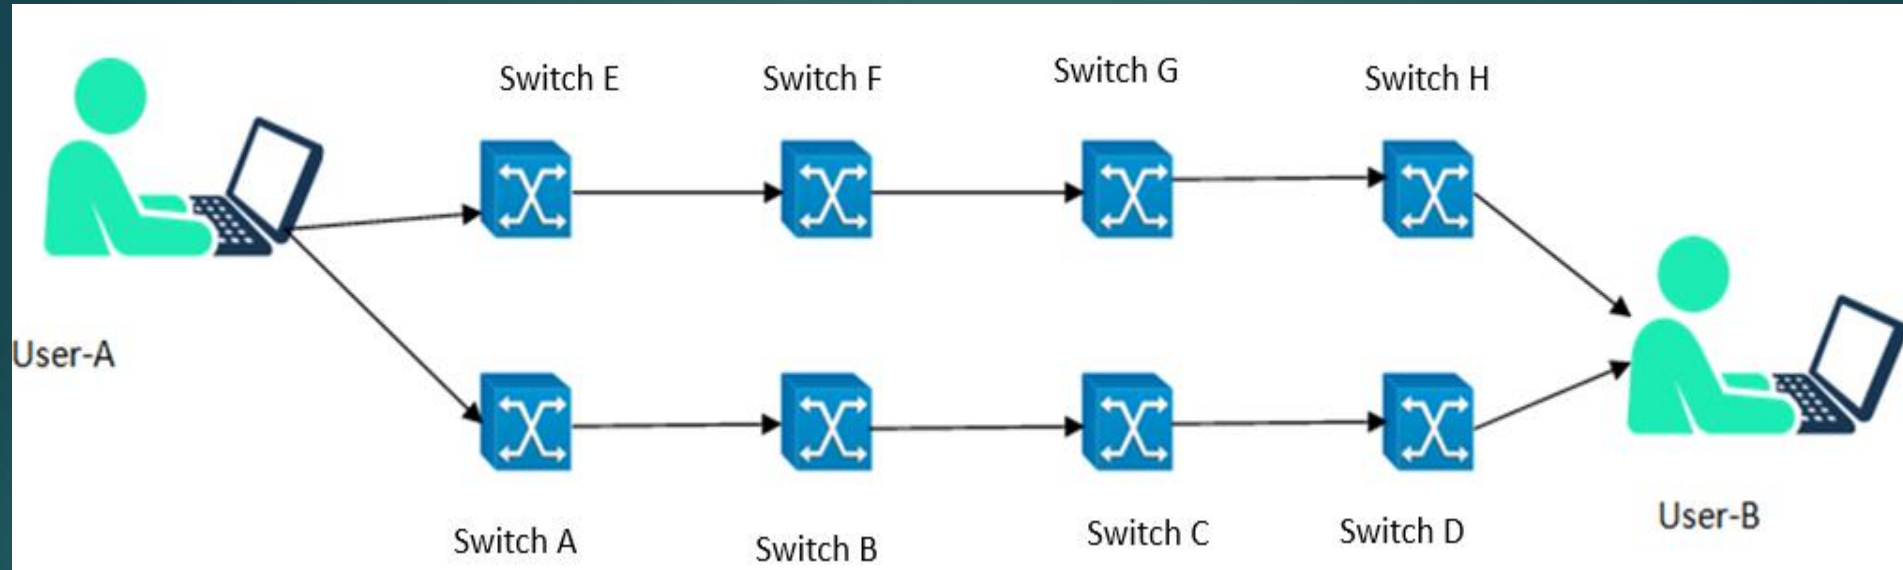 Switch E
Switch F
Switch G
Switch H
User-A
User-B
Switch A
Switch B
Switch C
Switch D